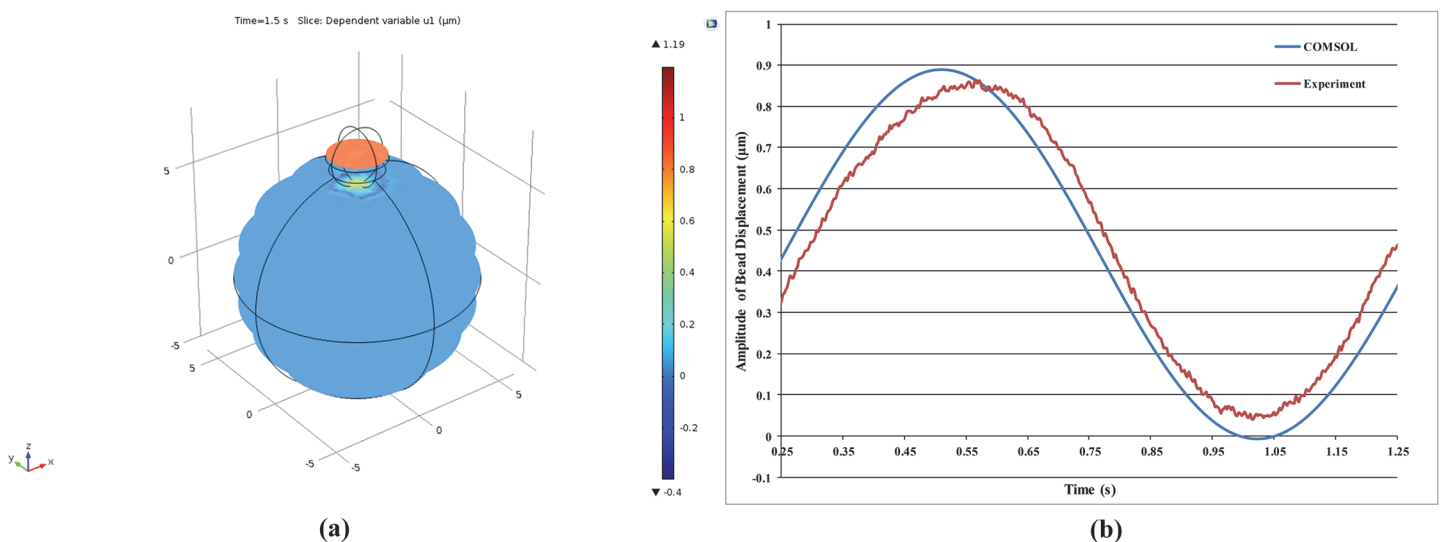 Time=1.5 s Slice: Dependent variable u1 (μm)
▲ 1.19
1
0.8
0.6
0.4
0.2
0
-0.2
▼ -0.4
5
0
-5
5
0
-5
5
0
-5
z
y
x
(a)
COMSOL
Experiment
Amplitude of Bead Displacement (μm)
1
0.9
0.8
0.7
0.6
0.5
0.4
0.3
0.2
0.1
0
-0.1
0.25 0.35 0.45 0.55 0.65 0.75 0.85 0.95 1.05 1.15 1.25
Time (s)
(b)